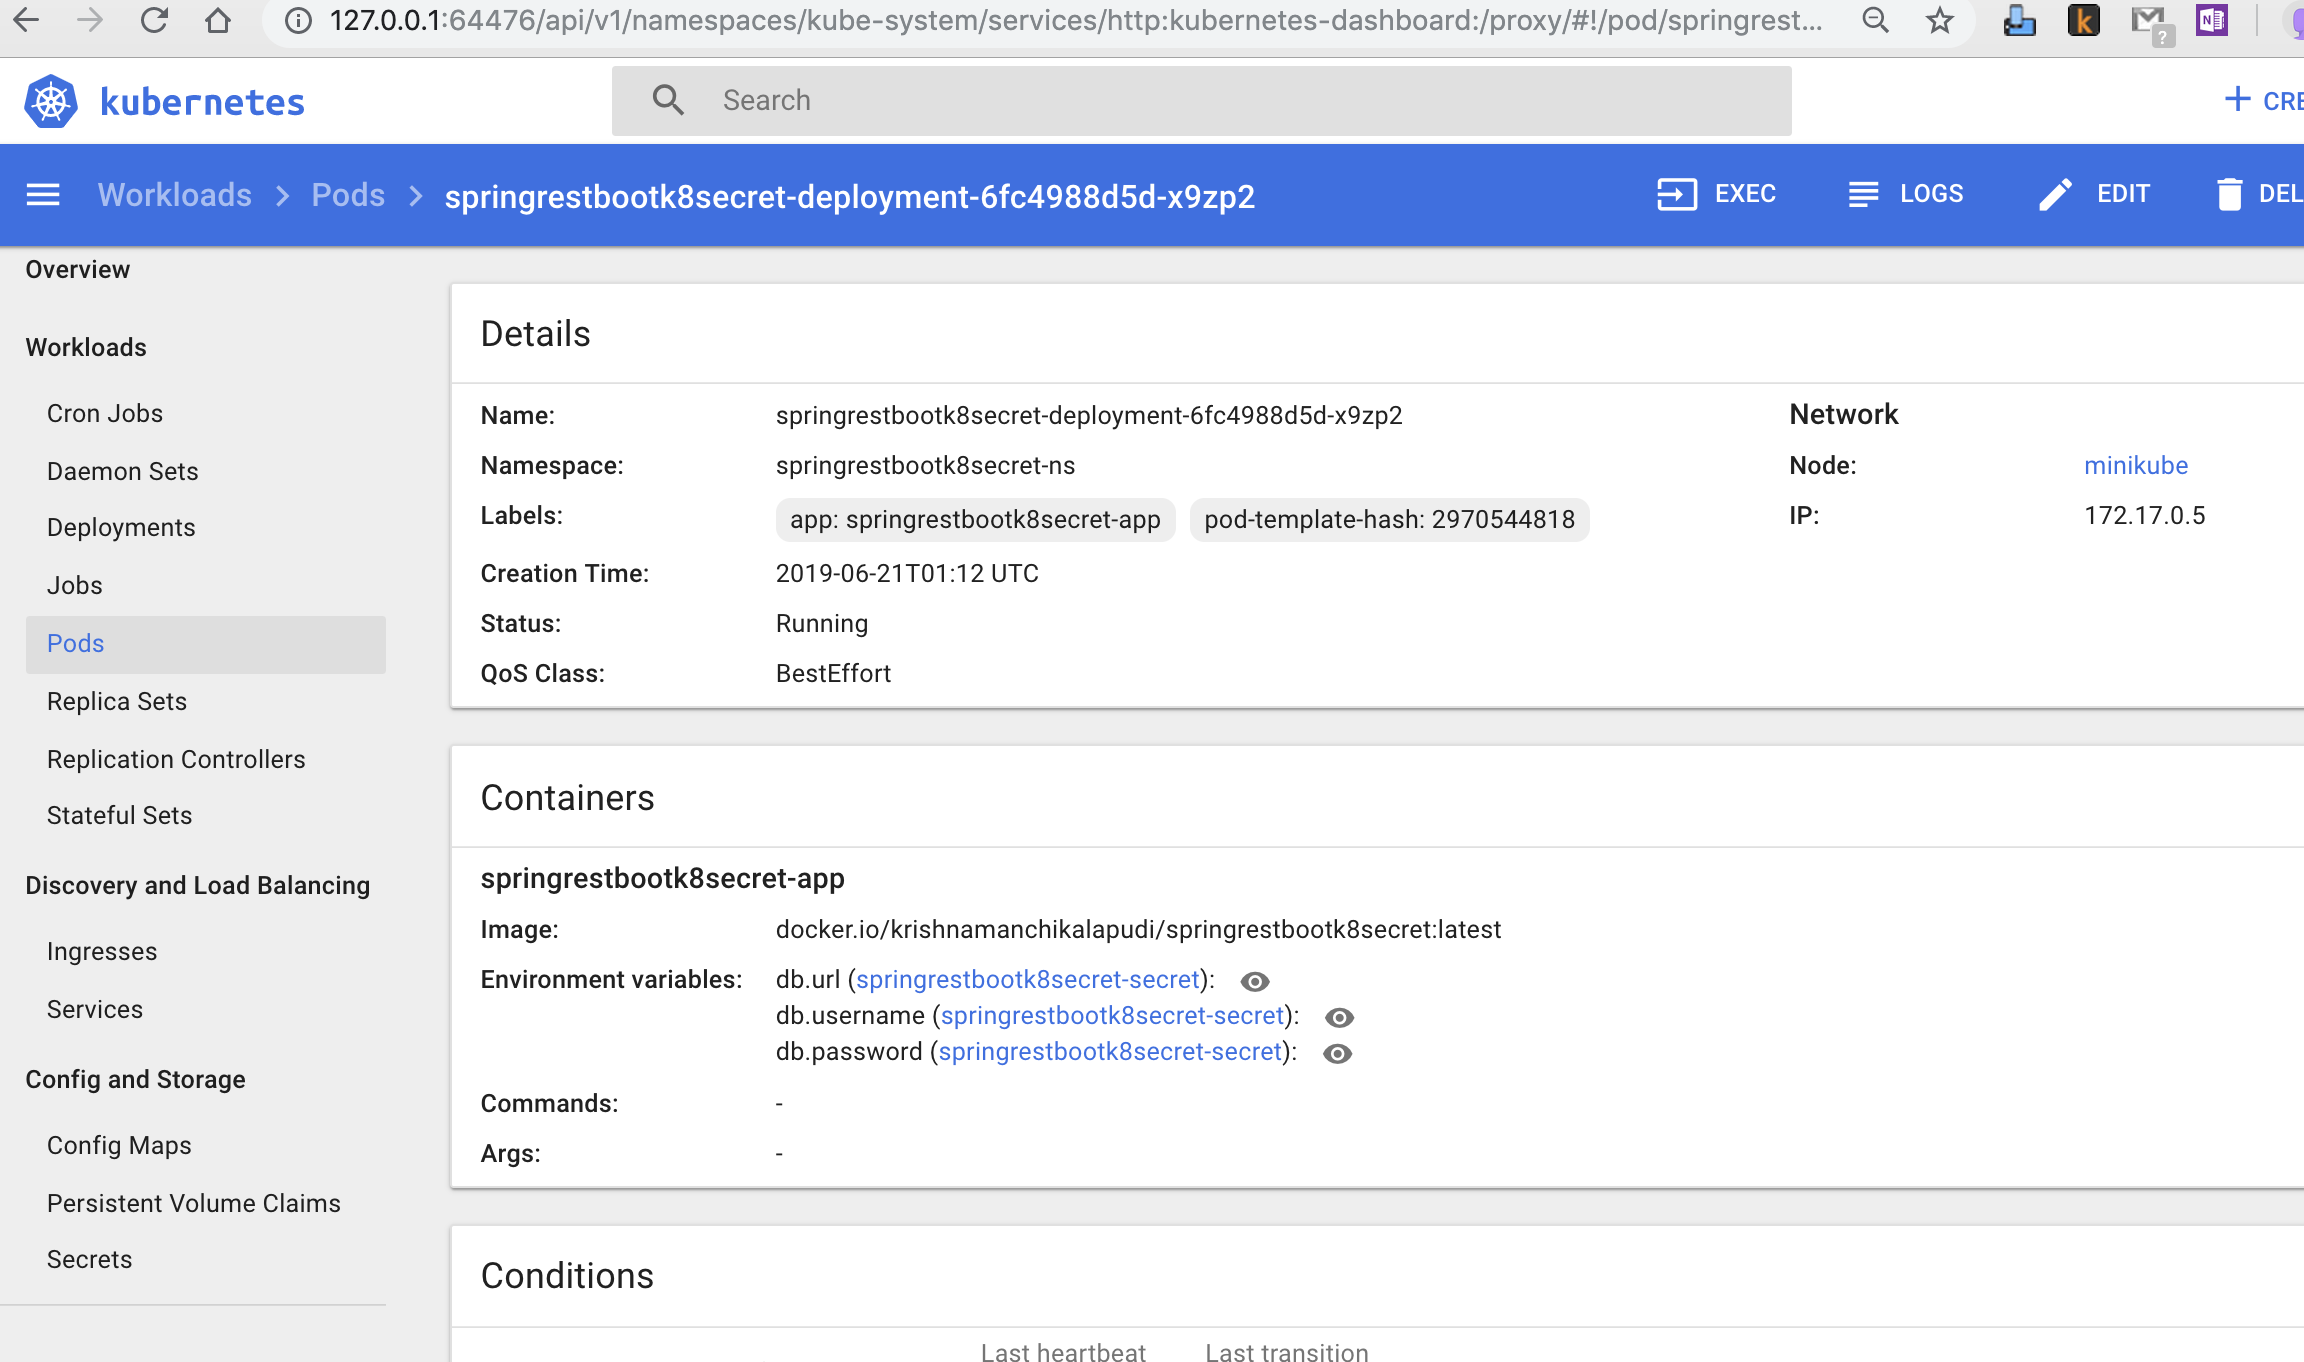 127.0.0.1:64476/api/v1/namespaces/kube-system/services/http:kubernetes-dashboard:/proxy/#!/pod/springrest...
kubernetes
Search
+ CRE
Workloads > Pods > springrestbootk8secret-deployment-6fc4988d5d-x9zp2
EXEC
LOGS
EDIT
DEL
Overview
Workloads
Cron Jobs
Daemon Sets
Deployments
Jobs
Pods
Replica Sets
Replication Controllers
Stateful Sets
Discovery and Load Balancing
Ingresses
Services
Config and Storage
Config Maps
Persistent Volume Claims
Secrets
Details
Name: springrestbootk8secret-deployment-6fc4988d5d-x9zp2
Namespace: springrestbootk8secret-ns
Labels: app: springrestbootk8secret-app pod-template-hash: 2970544818
Creation Time: 2019-06-21T01:12 UTC
Status: Running
QoS Class: BestEffort
Network
Node: minikube
IP: 172.17.0.5
Containers
springrestbootk8secret-app
Image: docker.io/krishnamanchikalapudi/springrestbootk8secret:latest
Environment variables: db.url (springrestbootk8secret-secret):
db.username (springrestbootk8secret-secret):
db.password (springrestbootk8secret-secret):
Commands: -
Args: -
Conditions
Last heartbeat Last transition